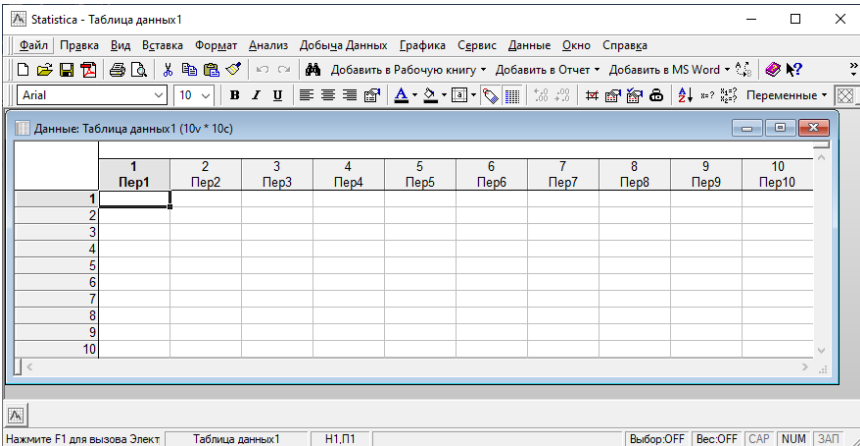 Statistica - Таблица данных1
Файл Правка Вид Вставка Формат Анализ Добыча Данных Графика Сервис Данные Окно Справка
Добавить в Рабочую книгу Добавить в Отчет Добавить в MS Word
Arial 10 B I U Переменные
Данные: Таблица данных1 (10v * 10c)
1 2 3 4 5 6 7 8 9 10
Пер1 Пер2 Пер3 Пер4 Пер5 Пер6 Пер7 Пер8 Пер9 Пер10
1
2
3
4
5
6
7
8
9
10
Нажмите F1 для вызова Элект Таблица данных1 Н1,П1 Выбор:OFF Вес:OFF CAP NUM ЗАП